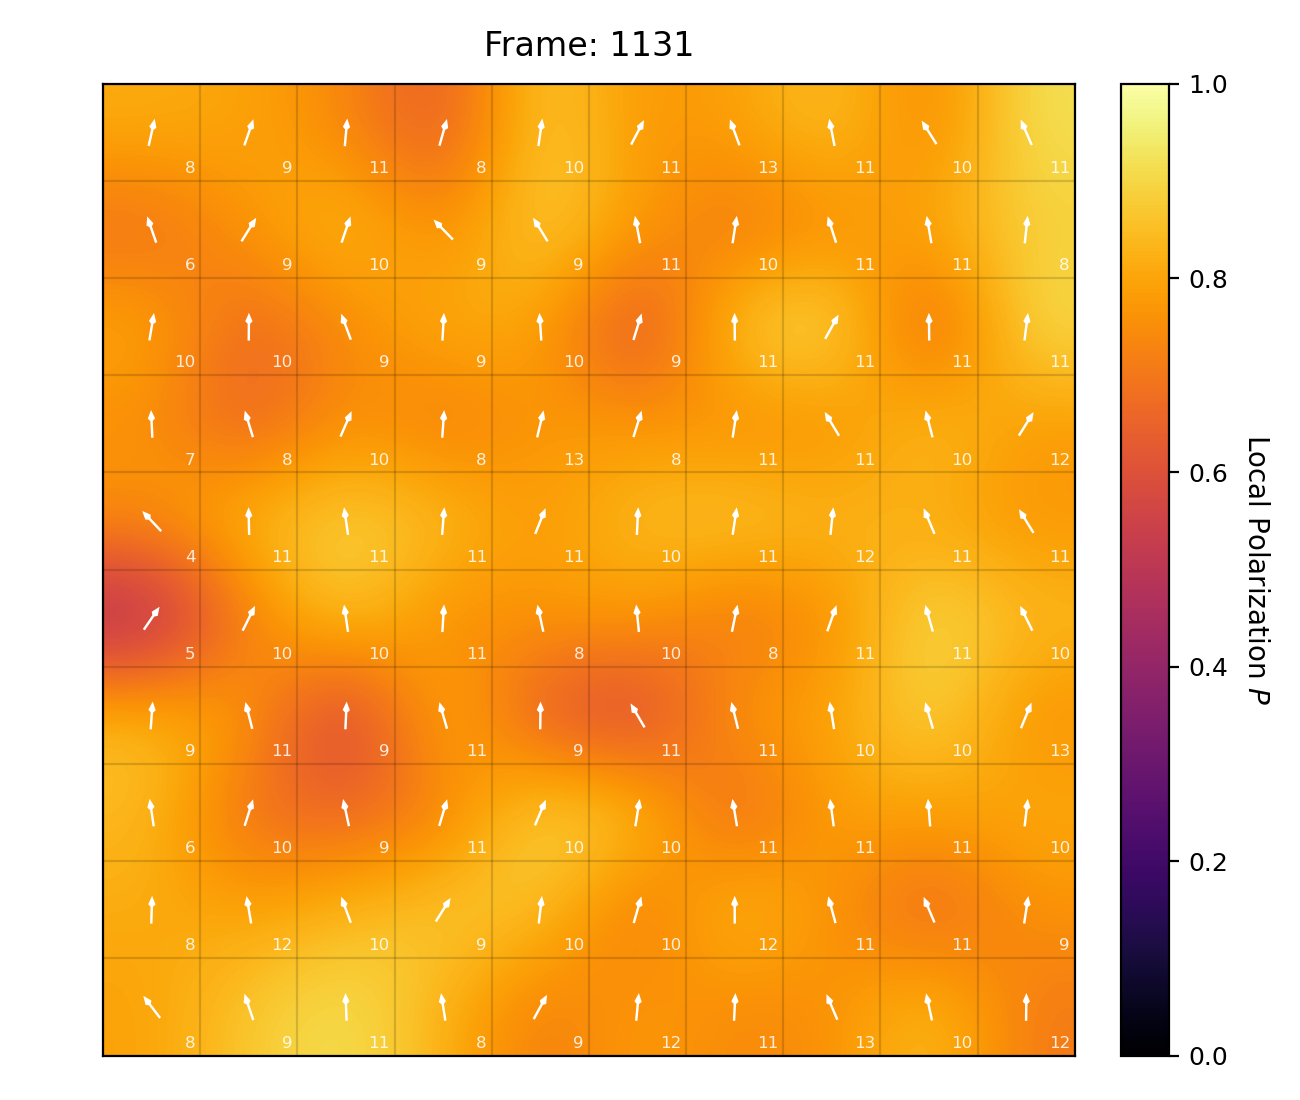 Frame: 1131
8 9 11 8 10 11 13 11 10 11
6 9 10 9 9 11 10 11 11 8
10 10 9 9 10 9 11 11 11 11
7 8 10 8 13 8 11 11 10 12
4 11 11 11 11 10 11 12 11 11
5 10 10 11 8 10 8 11 11 10
9 11 9 11 9 11 11 10 10 13
6 10 9 11 10 10 11 11 11 10
8 12 10 9 10 10 12 11 11 9
8 9 11 8 9 12 11 13 10 12
1.0
0.8
0.6
0.4
0.2
0.0
Local Polarization P